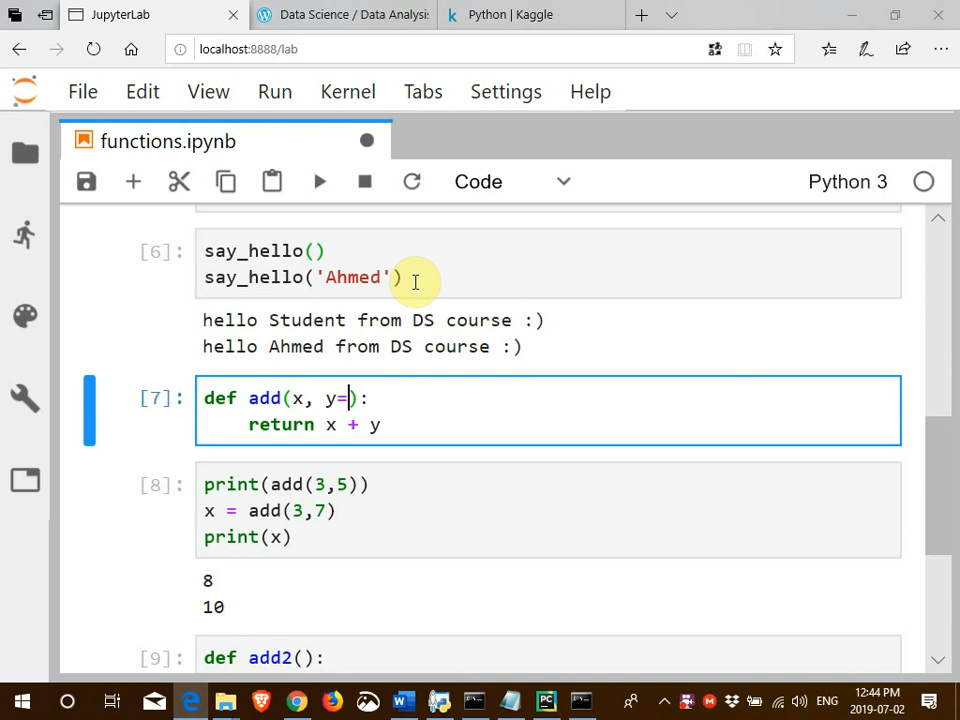 JupyterLab
Data Science / Data Analysis
Python | Kaggle
localhost:8888/lab
File Edit View Run Kernel Tabs Settings Help
functions.ipynb
Code
Python 3
[6]: say_hello()
say_hello('Ahmed')
hello Student from DS course :)
hello Ahmed from DS course :)
[7]: def add(x, y=):
return x + y
[8]: print(add(3,5))
x = add(3,7)
print(x)
8
10
[9]: def add2():
ENG
12:44 PM
2019-07-02